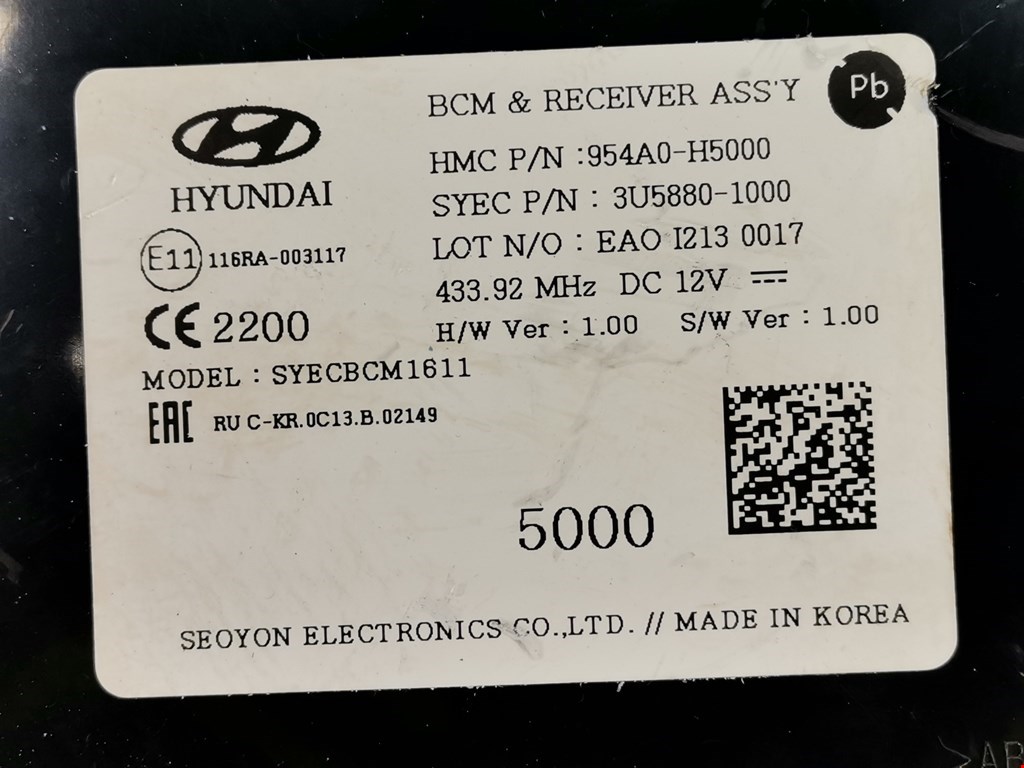 BCM & RECEIVER ASS'Y
Pb
HYUNDAI
HMC P/N :954A0-H5000
SYEC P/N : 3U5880-1000
LOT N/O : EAO I213 0017
E11 116RA-003117
433.92 MHz DC 12V
CE 2200
H/W Ver : 1.00 S/W Ver : 1.00
MODEL : SYECBCM1611
EAC RU C-KR.0C13.B.02149
5000
SEOYON ELECTRONICS CO.,LTD. // MADE IN KOREA